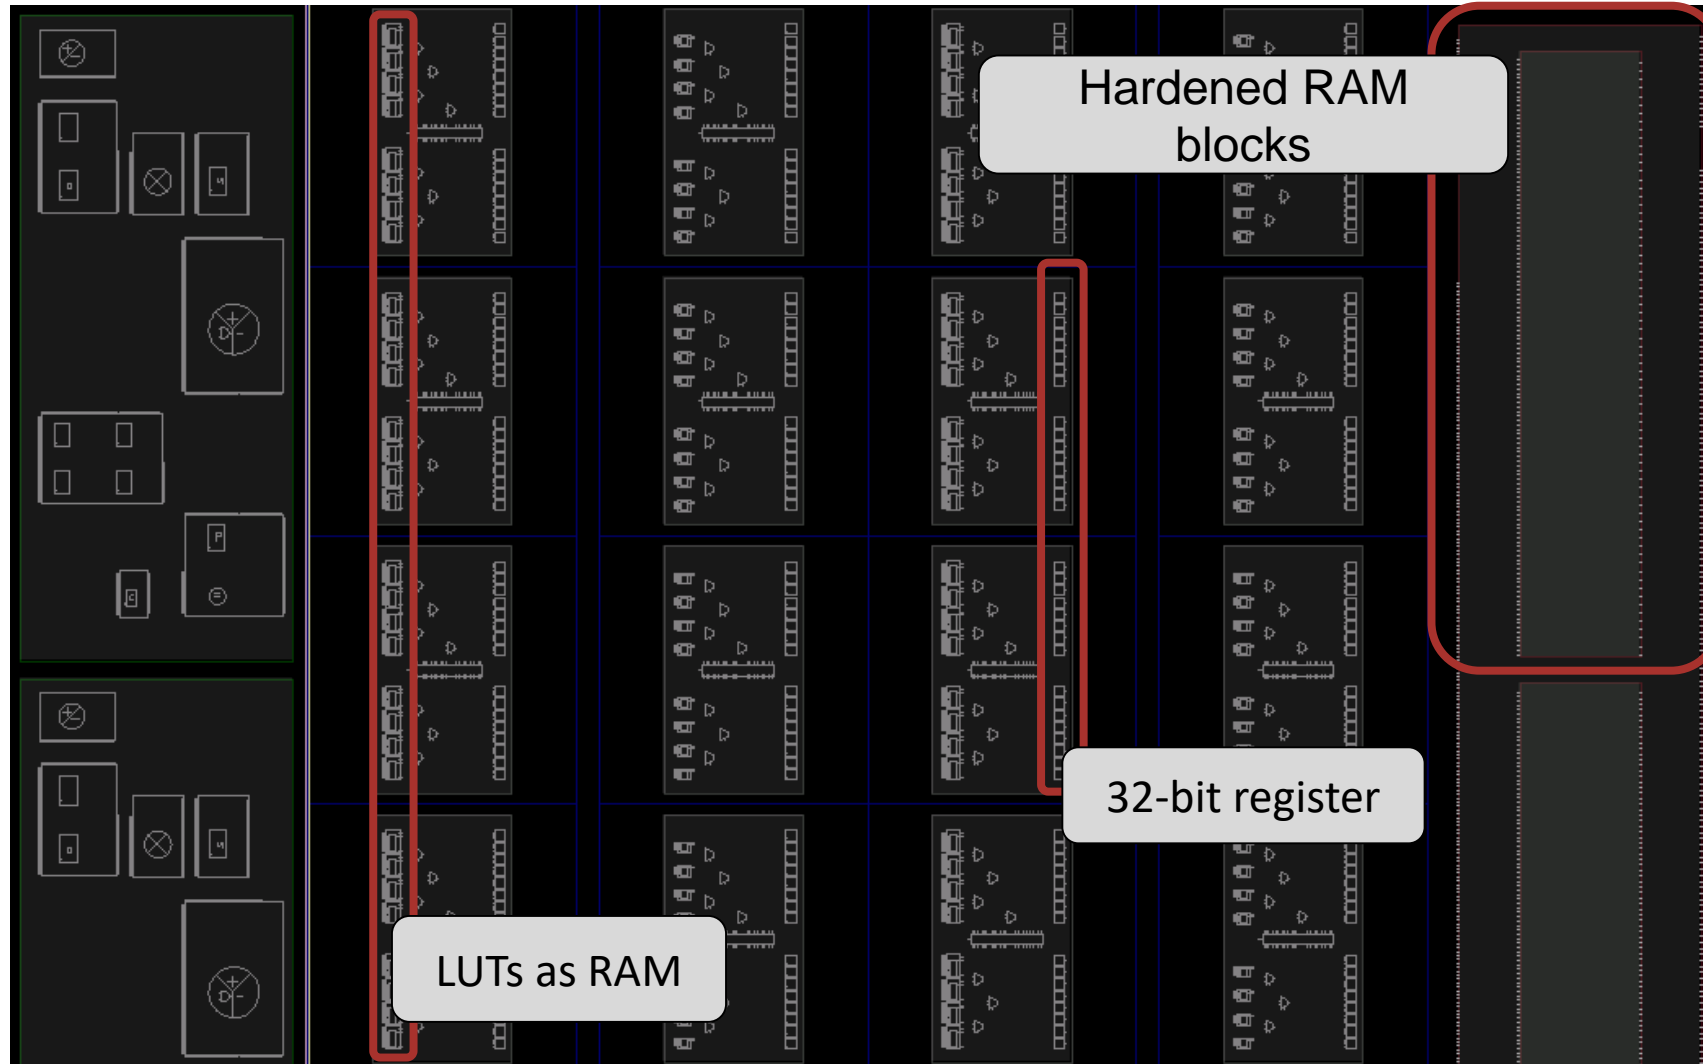 Hardened RAM
blocks
32-bit register
LUTs as RAM